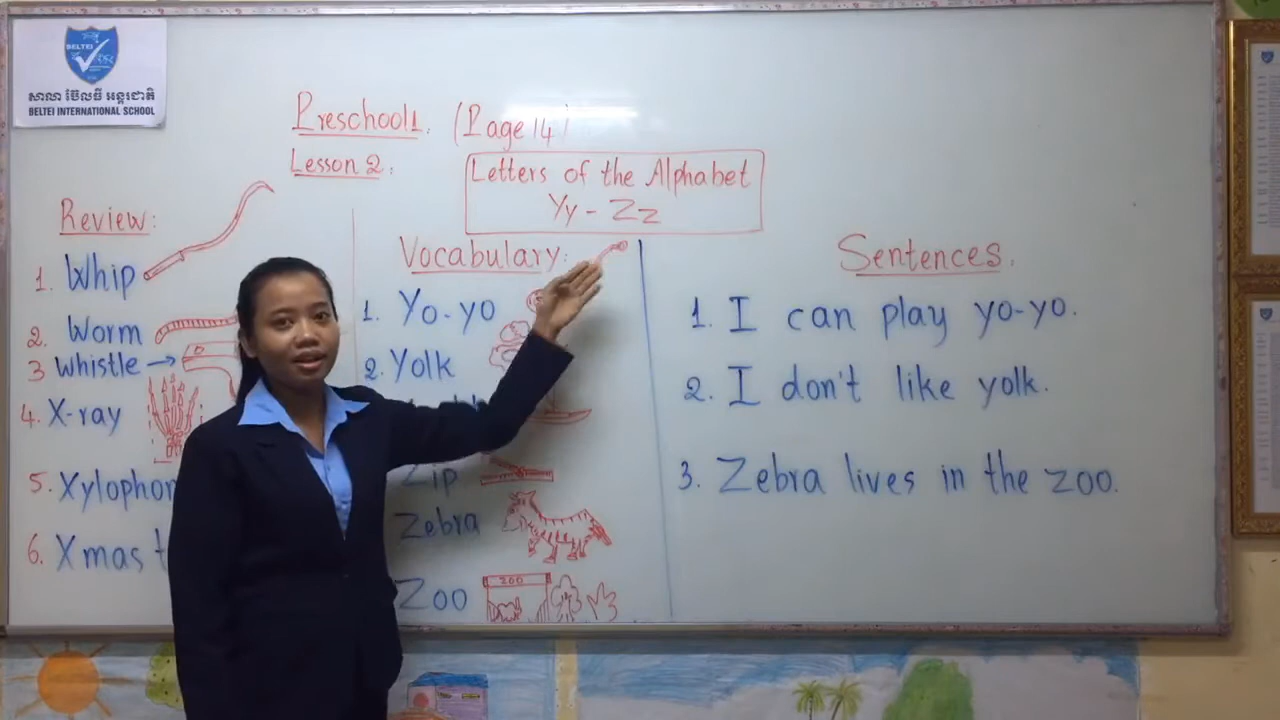 BELTEI
សាលា ប៊ែលធី អន្តរជាតិ
BELTEI INTERNATIONAL SCHOOL
Preschool1. (Page 14)
Lesson 2:
Letters of the Alphabet
Yy - Zz
Review:
1. Whip
2. Worm
3 Whistle →
4. X-ray
5. Xylophon
6. Xmas t
Vocabulary:
1. Yo-yo
2. Yolk
Zip
Zebra
Zoo
ZOO
Sentences.
1. I can play yo-yo.
2. I don't like yolk.
3. Zebra lives in the zoo.